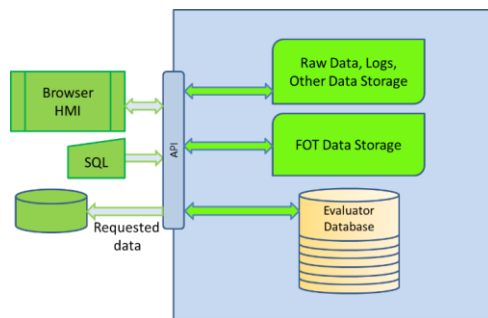 Raw Data, Logs,
Other Data Storage
Browser
HMI
API
FOT Data Storage
SQL
Requested
data
Evaluator
Database